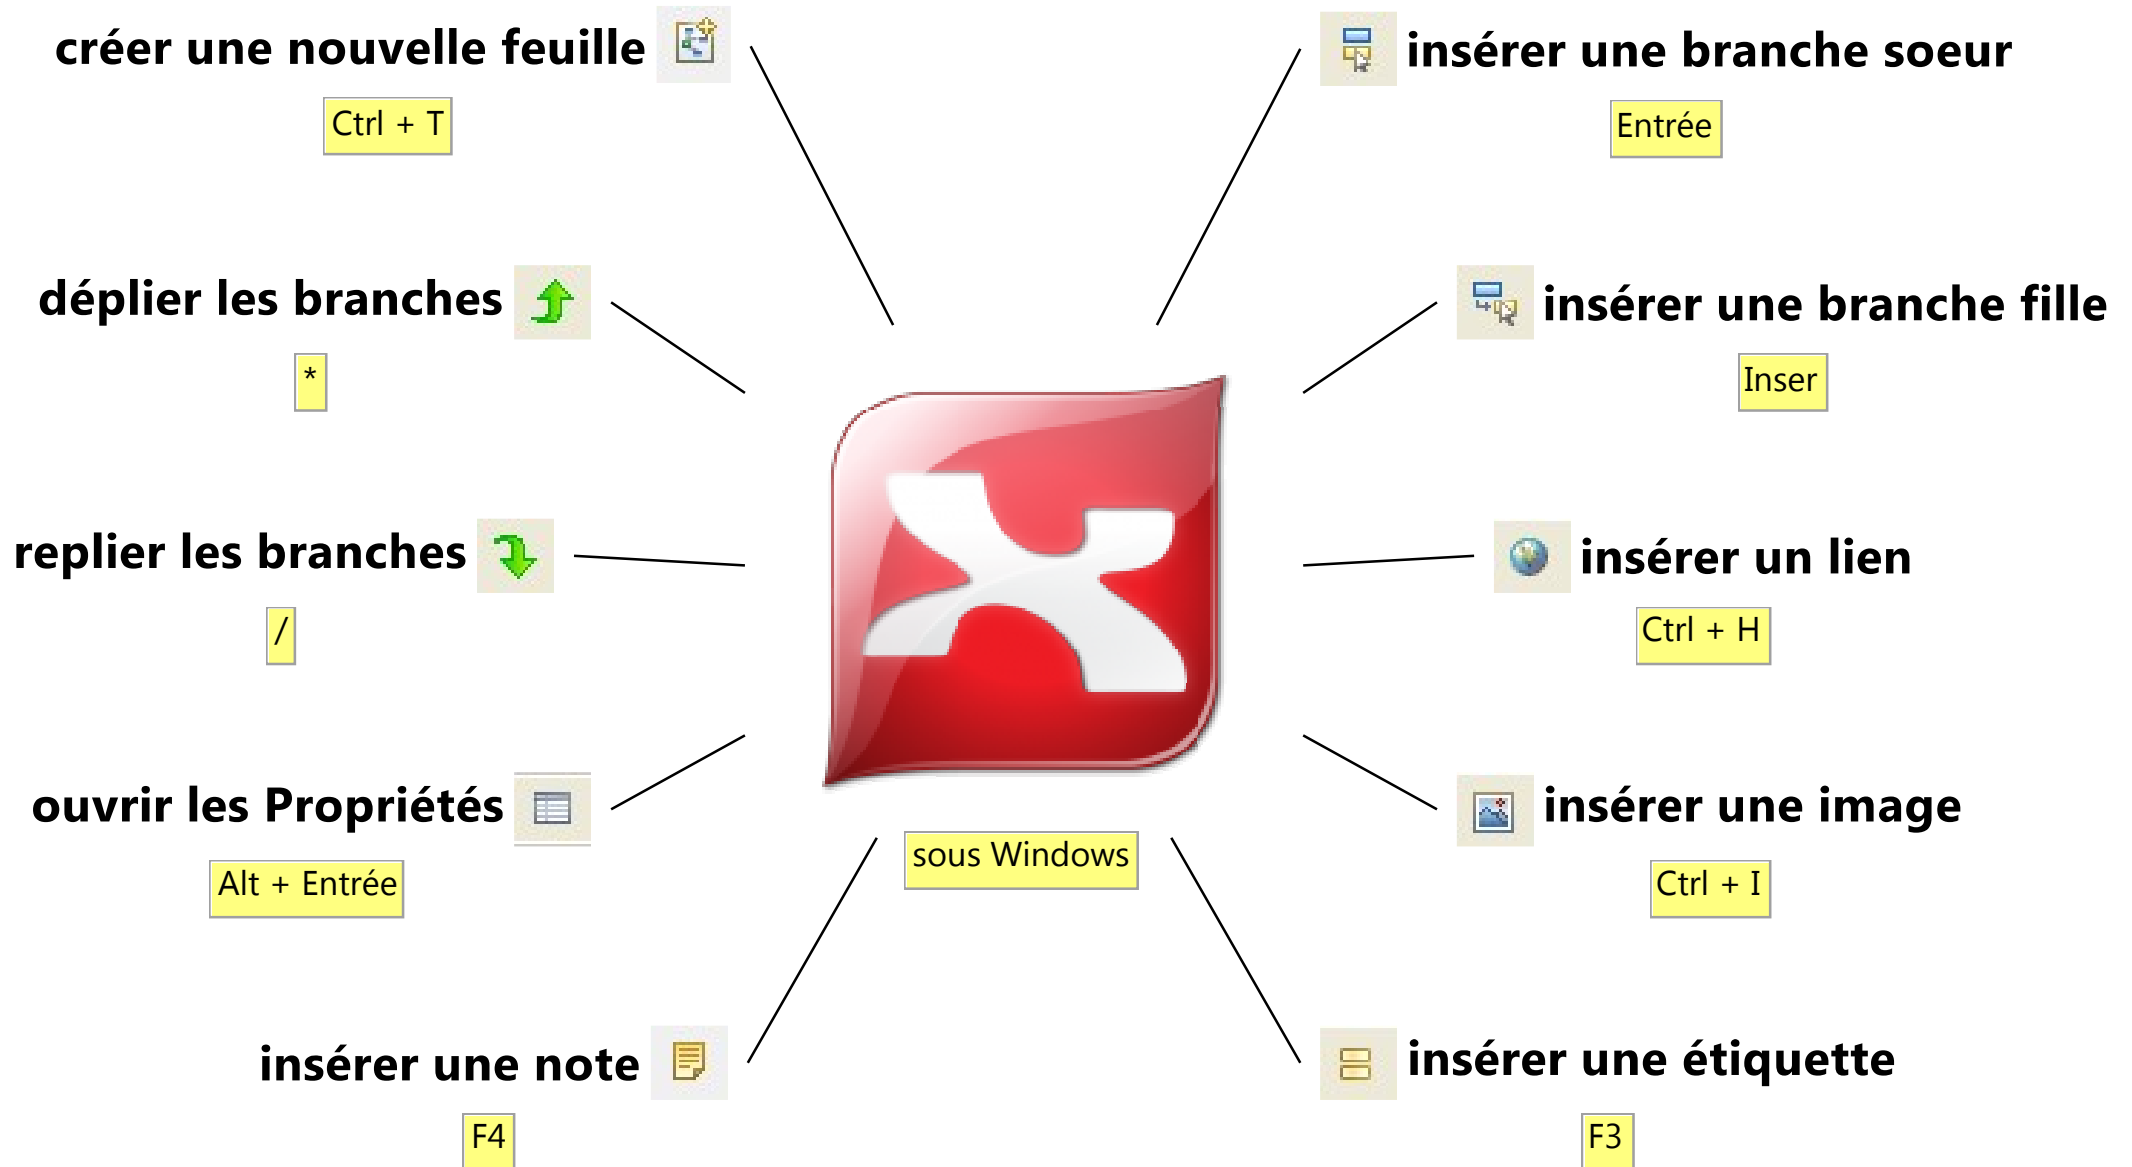 créer une nouvelle feuille
Ctrl + T
déplier les branches
*
replier les branches
/
ouvrir les Propriétés
Alt + Entrée
insérer une note
F4
sous Windows
insérer une branche soeur
Entrée
insérer une branche fille
Inser
insérer un lien
Ctrl + H
insérer une image
Ctrl + I
insérer une étiquette
F3